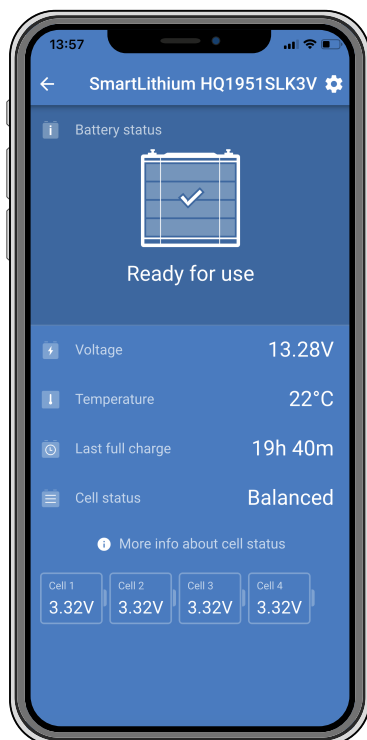 13:57
SmartLithium HQ1951SLK3V
Battery status
Ready for use
Voltage 13.28V
Temperature 22°C
Last full charge 19h 40m
Cell status Balanced
More info about cell status
Cell 1 Cell 2 Cell 3 Cell 4
3.32V 3.32V 3.32V 3.32V